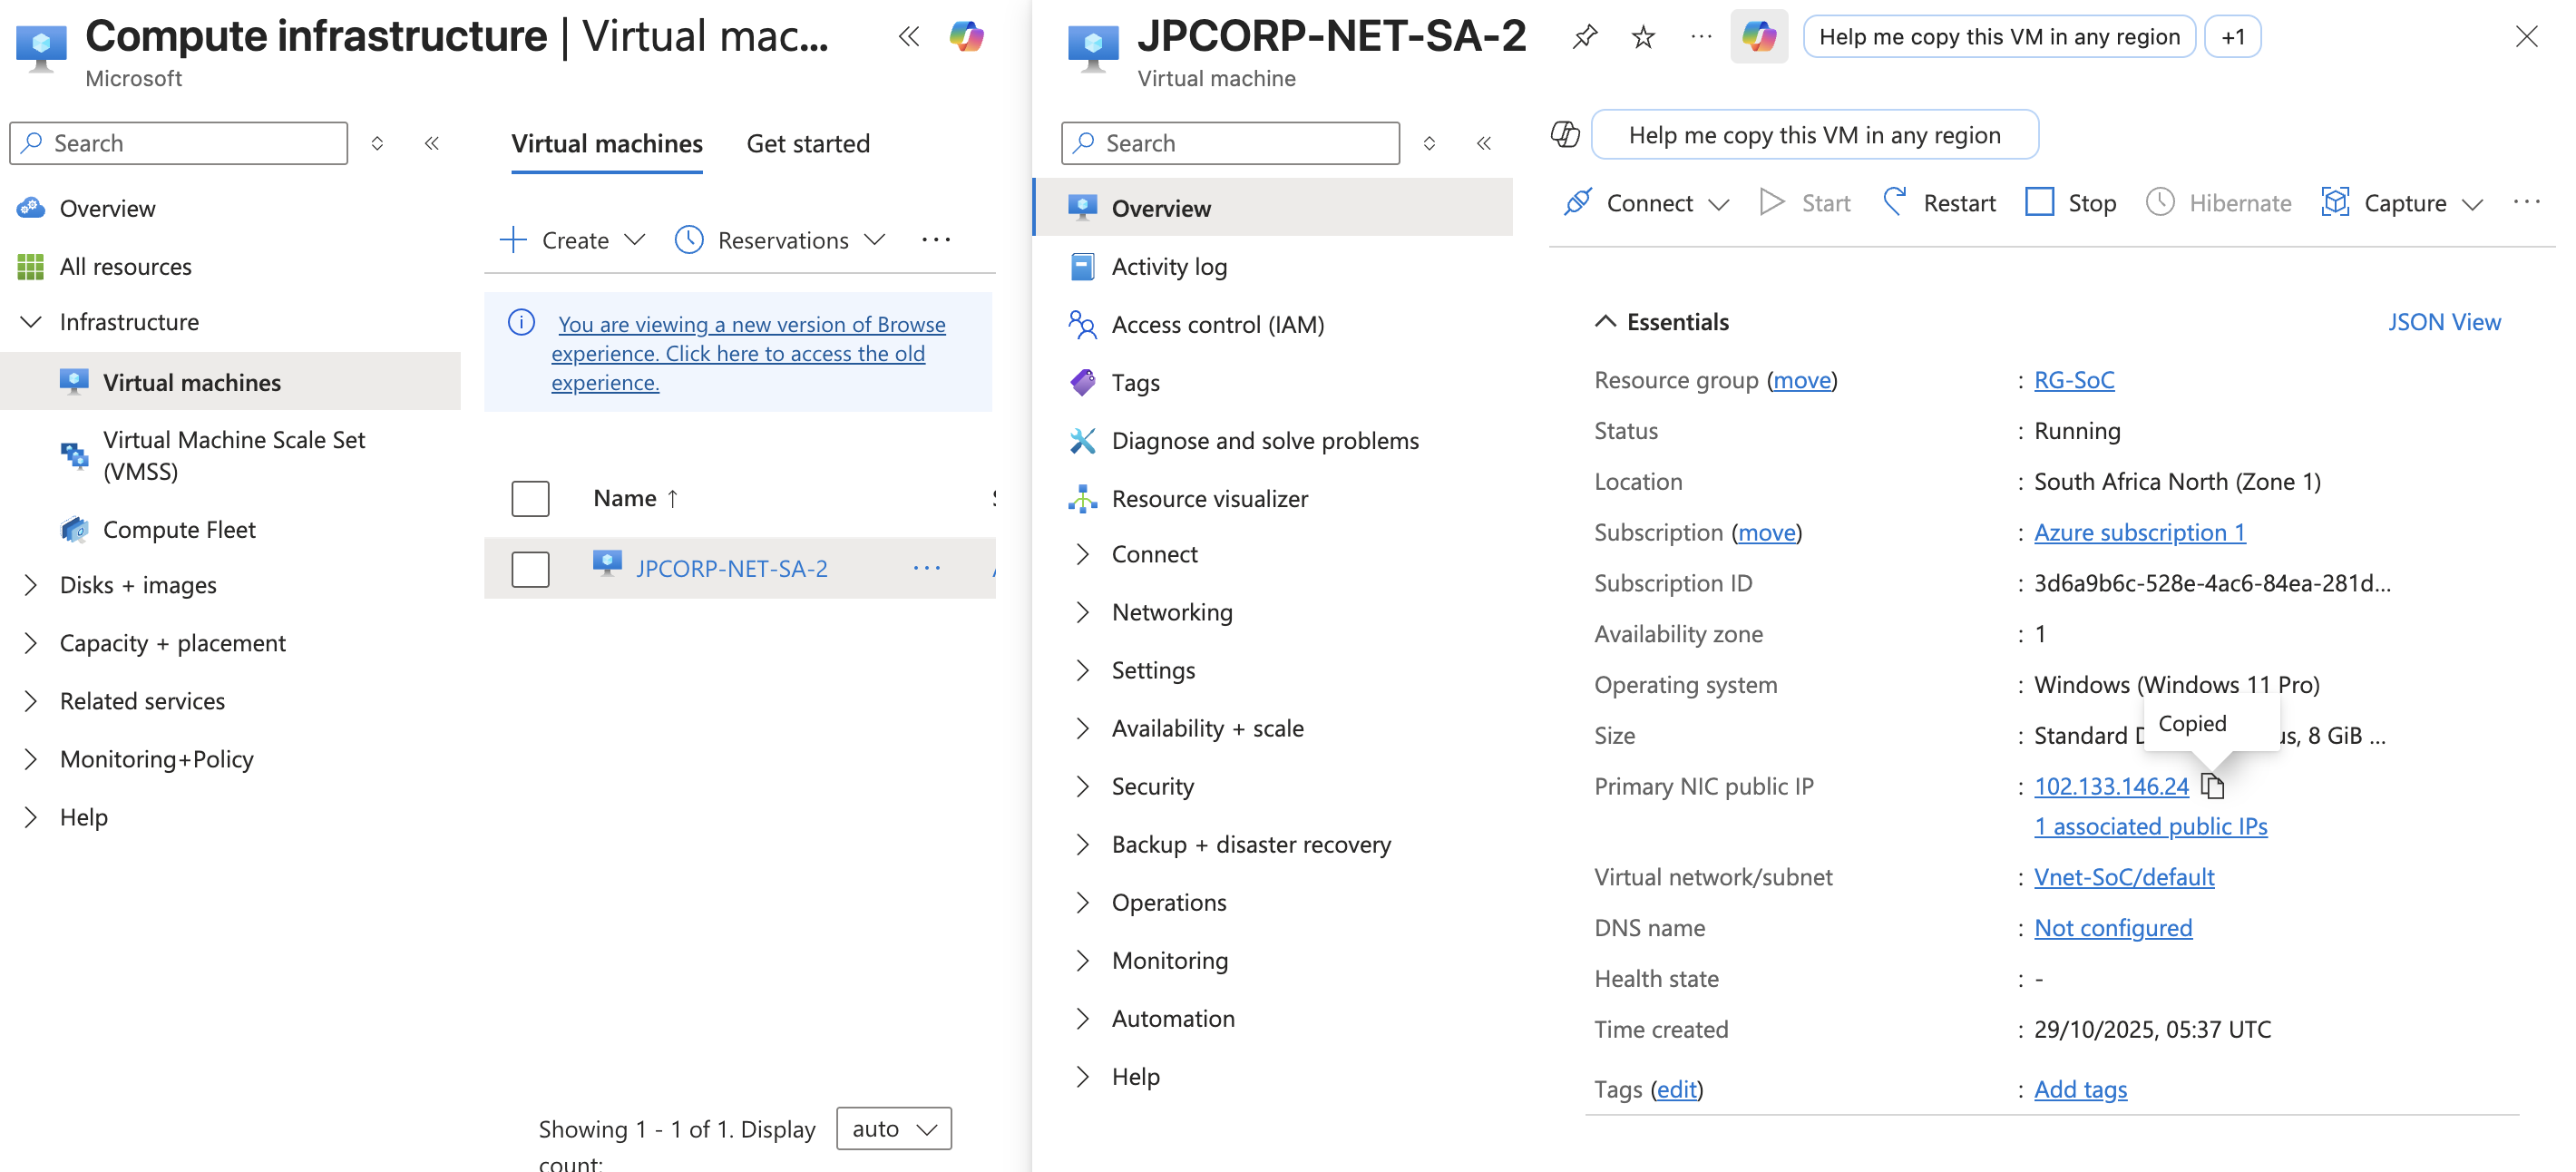 Compute infrastructure | Virtual mac...
Microsoft
Search
Overview
All resources
Infrastructure
Virtual machines
Virtual Machine Scale Set
(VMSS)
Compute Fleet
Disks + images
Capacity + placement
Related services
Monitoring+Policy
Help
Virtual machines
Get started
Create
Reservations
You are viewing a new version of Browse
experience. Click here to access the old
experience.
Name ↑
JPCORP-NET-SA-2
Showing 1 - 1 of 1. Display
count:
auto
JPCORP-NET-SA-2
Virtual machine
Help me copy this VM in any region
+1
Search
Overview
Activity log
Access control (IAM)
Tags
Diagnose and solve problems
Resource visualizer
Connect
Networking
Settings
Availability + scale
Security
Backup + disaster recovery
Operations
Monitoring
Automation
Help
Help me copy this VM in any region
Connect
Start
Restart
Stop
Hibernate
Capture
Essentials
JSON View
Resource group (move) : RG-SoC
Status : Running
Location : South Africa North (Zone 1)
Subscription (move) : Azure subscription 1
Subscription ID : 3d6a9b6c-528e-4ac6-84ea-281d...
Availability zone : 1
Operating system : Windows (Windows 11 Pro)
Copied
Size : Standard 8 GiB ...
Primary NIC public IP : 102.133.146.24
1 associated public IPs
Virtual network/subnet : Vnet-SoC/default
DNS name : Not configured
Health state : -
Time created : 29/10/2025, 05:37 UTC
Tags (edit) : Add tags